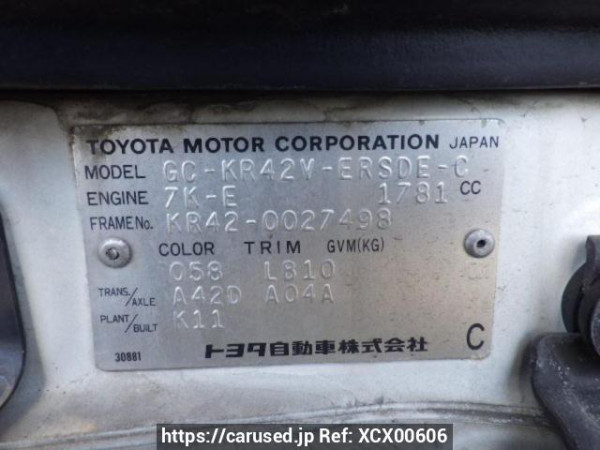 TOYOTA MOTOR CORPORATION JAPAN
MODEL GC-KR42V-ERSDE-C
ENGINE 7K-E 1781 CC
FRAME No. KR42-0027498
COLOR TRIM GVM(KG)
058 LB10
TRANS./AXLE A42D A04A
PLANT/BUILT K11
30881 トヨタ自動車株式会社 C
https://carused.jp Ref: XCX00606